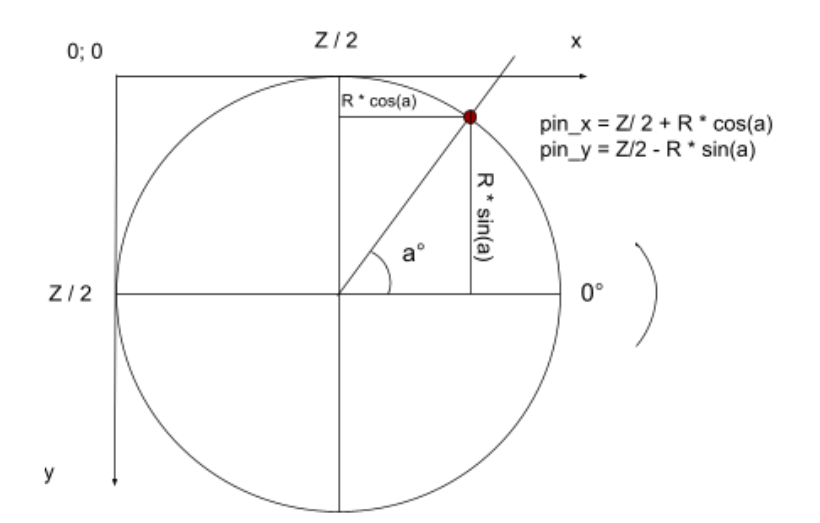 0; 0
Z / 2
x
R * cos(a)
pin_x = Z/ 2 + R * cos(a)
pin_y = Z/2 - R * sin(a)
R * sin(a)
a°
Z / 2
0°
y